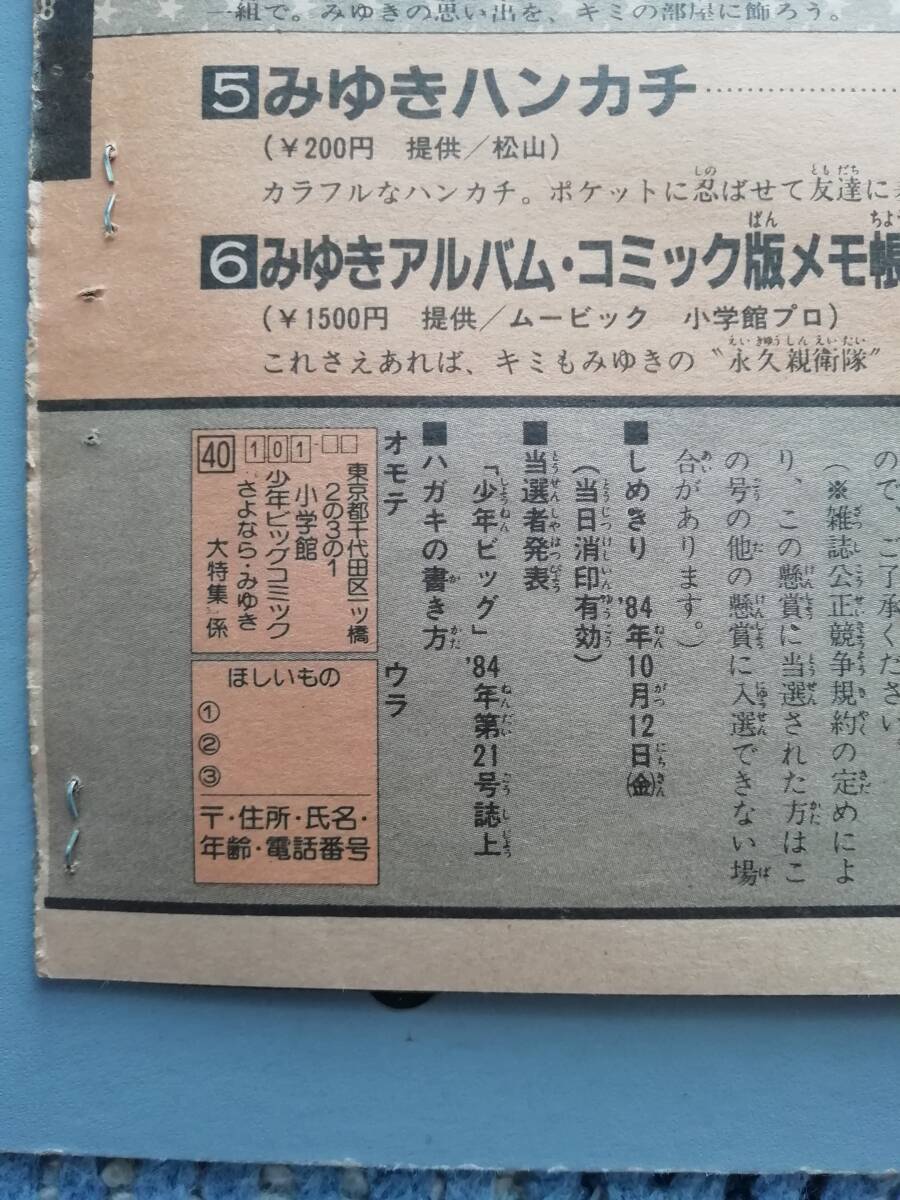 一組で。みゆきの思い出を、キミの部屋に飾ろう。
5 みゆきハンカチ……………
(¥200円 提供/松山)
カラフルなハンカチ。ポケットに忍ばせて友達に
6 みゆきアルバム・コミック版メモ帳
(¥1500円 提供/ムービック 小学館プロ)
これさえあれば、キミもみゆきの〝永久親衛隊〟
ので、ご了承ください。
(※雑誌公正競争規約の定めによ
り、この懸賞に当選された方はこ
の号の他の懸賞に入選できない場
合があります。)
■しめきり '84年10月12日㈮
(当日消印有効)
■当選者発表
「少年ビッグ」'84年第21号誌上
■ハガキの書き方
オモテ
40 101-□□
東京都千代田区一ツ橋
2の3の1
小学館
少年ビッグコミック
さよなら・みゆき
大特集 係
ウラ
ほしいもの
①
②
③
〒・住所・氏名・
年齢・電話番号